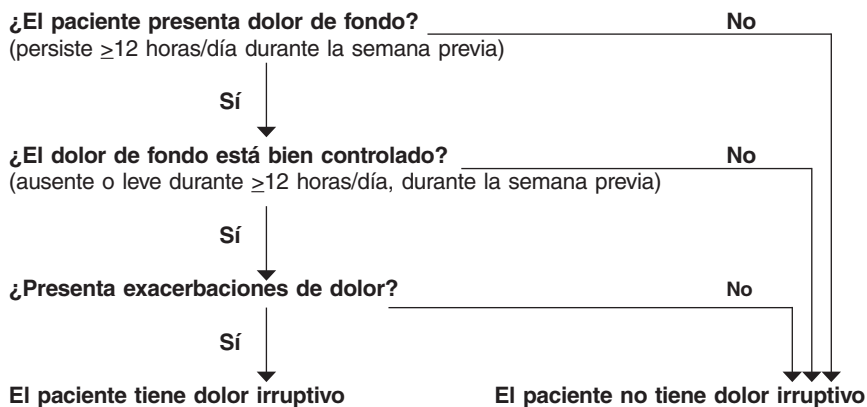 ¿El paciente presenta dolor de fondo? No
(persiste ≥12 horas/día durante la semana previa)
Sí
¿El dolor de fondo está bien controlado? No
(ausente o leve durante ≥12 horas/día, durante la semana previa)
Sí
¿Presenta exacerbaciones de dolor? No
Sí
El paciente tiene dolor irruptivo El paciente no tiene dolor irruptivo